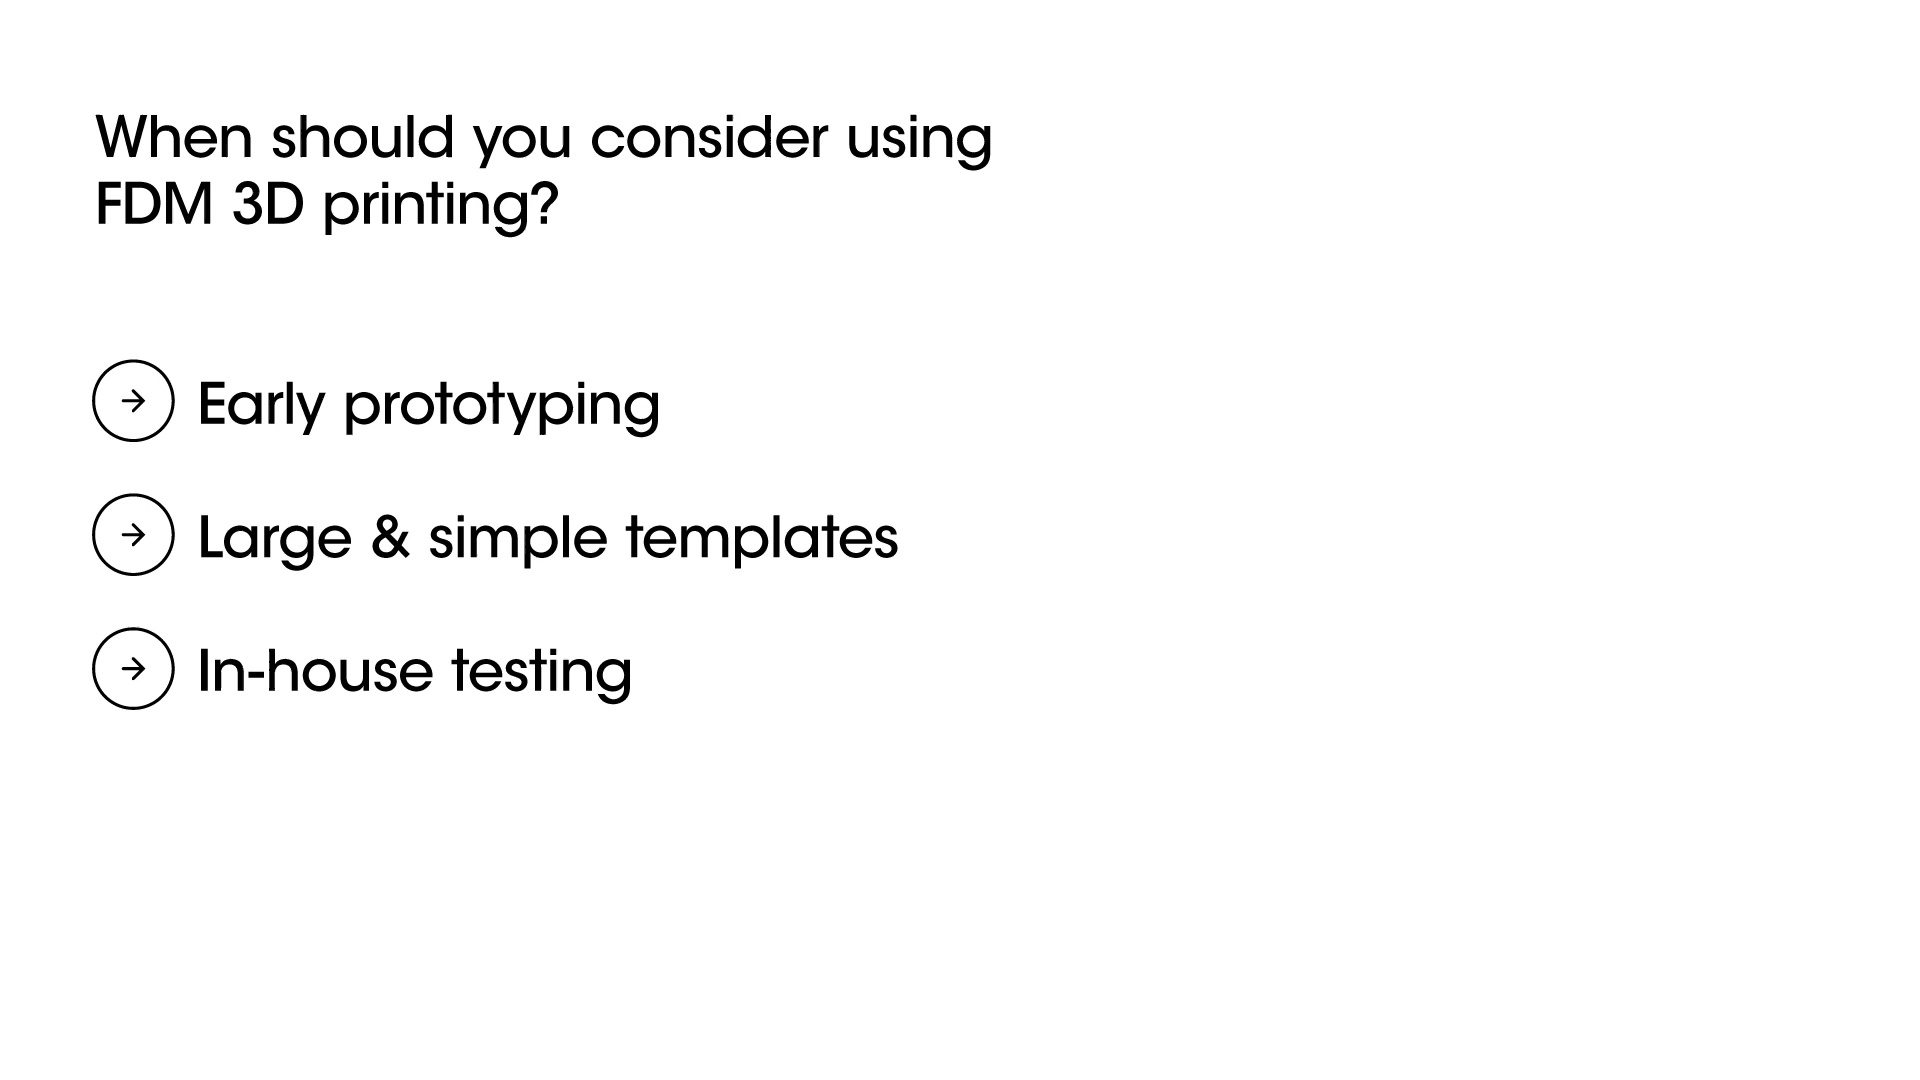 When should you consider using
FDM 3D printing?
Early prototyping
Large & simple templates
In-house testing